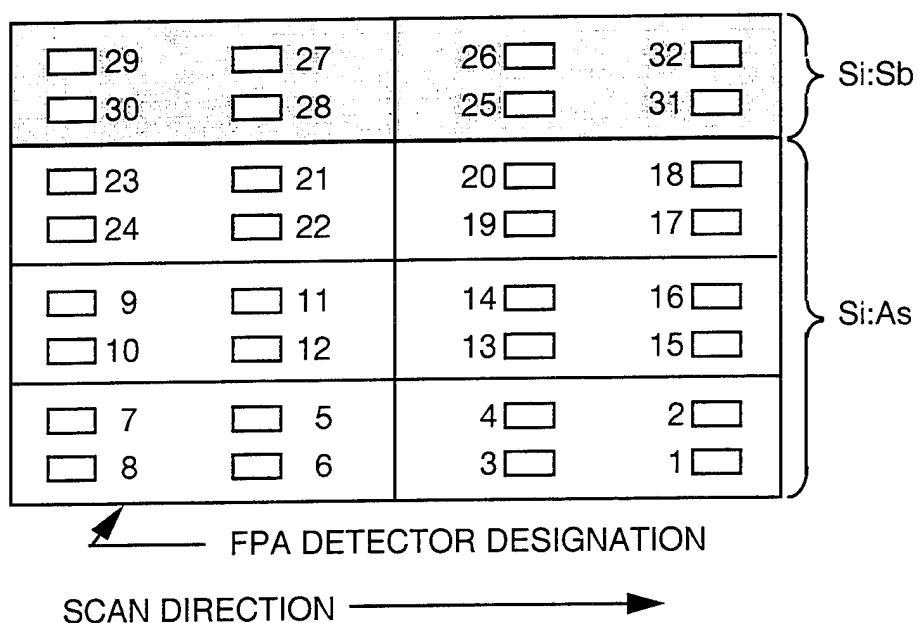 29 27 26 32
30 28 25 31
Si:Sb
23 21 20 18
24 22 19 17
9 11 14 16
10 12 13 15
Si:As
7 5 4 2
8 6 3 1
FPA DETECTOR DESIGNATION
SCAN DIRECTION